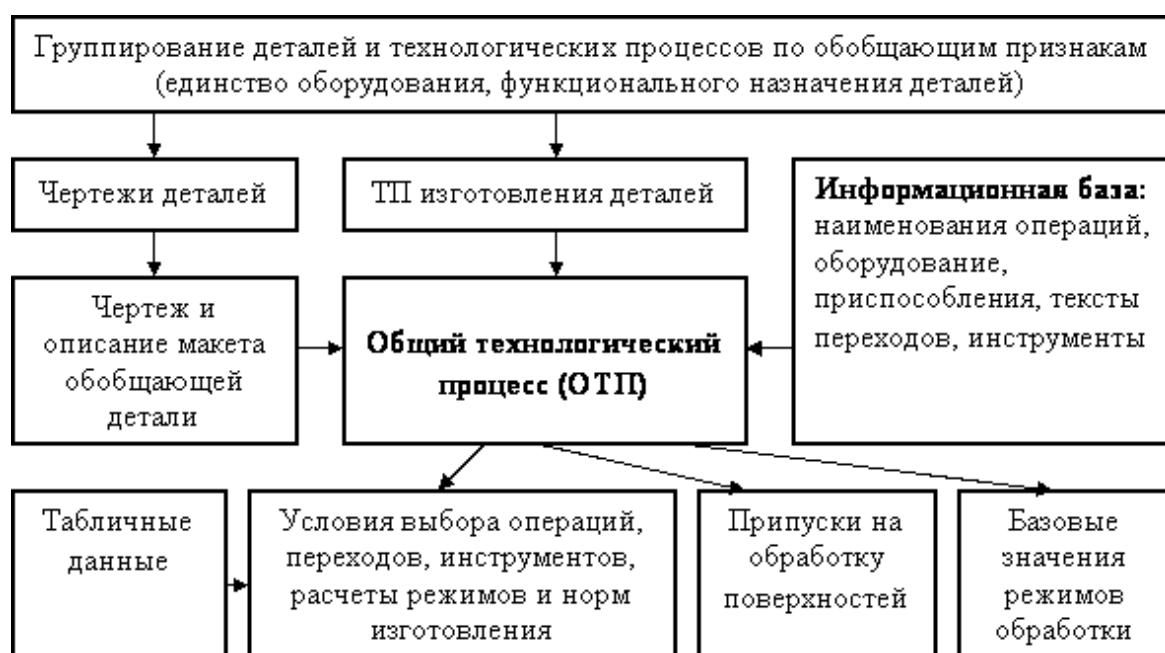 Группирование деталей и технологических процессов по обобщающим признакам
(единство оборудования, функционального назначения деталей)
Чертежи деталей
ТП изготовления деталей
Информационная база:
наименования операций,
оборудование,
приспособления, тексты
переходов, инструменты
Чертеж и
описание макета
обобщающей
детали
Общий технологический
процесс (ОТП)
Табличные
данные
Условия выбора операций,
переходов, инструментов,
расчеты режимов и норм
изготовления
Припуски на
обработку
поверхностей
Базовые
значения
режимов
обработки